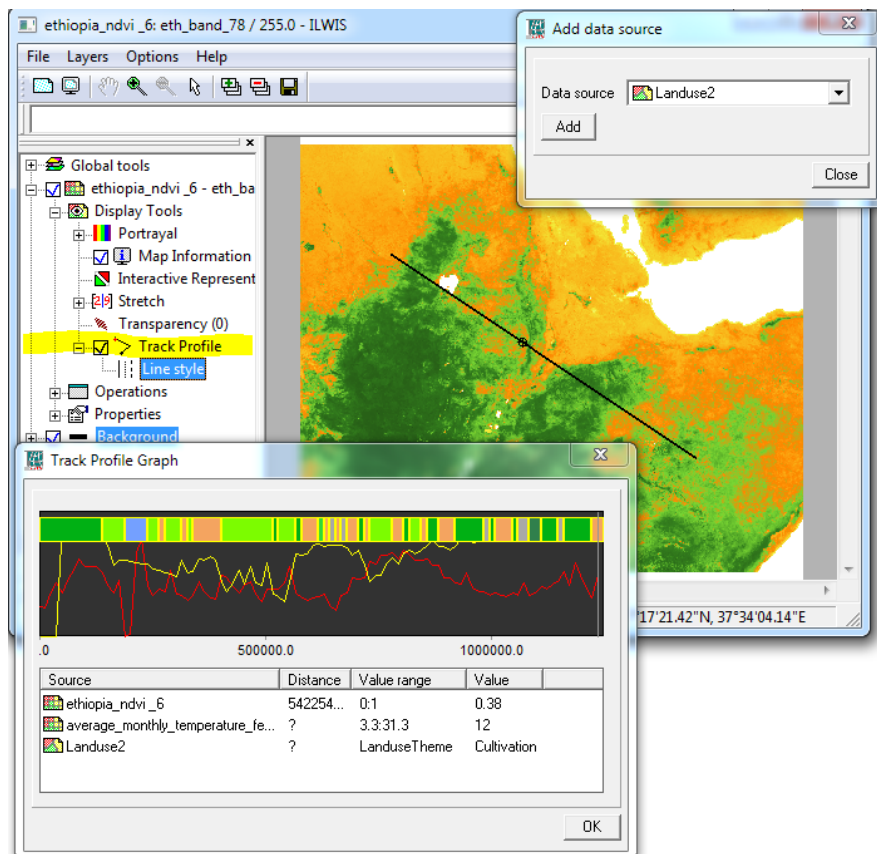 ethiopia_ndvi _6: eth_band_78 / 255.0 - ILWIS
File Layers Options Help
Add data source
Data source Landuse2
Add
Close
Global tools
ethiopia_ndvi _6 - eth_ba
Display Tools
Portrayal
Map Information
Interactive Represent
Stretch
Transparency (0)
Track Profile
Line style
Operations
Properties
Background
°17'21.42"N, 37°34'04.14"E
Track Profile Graph
.0 500000.0 1000000.0
Source Distance Value range Value
ethiopia_ndvi _6 542254... 0:1 0.38
average_monthly_temperature_fe... ? 3.3:31.3 12
Landuse2 ? LanduseTheme Cultivation
OK